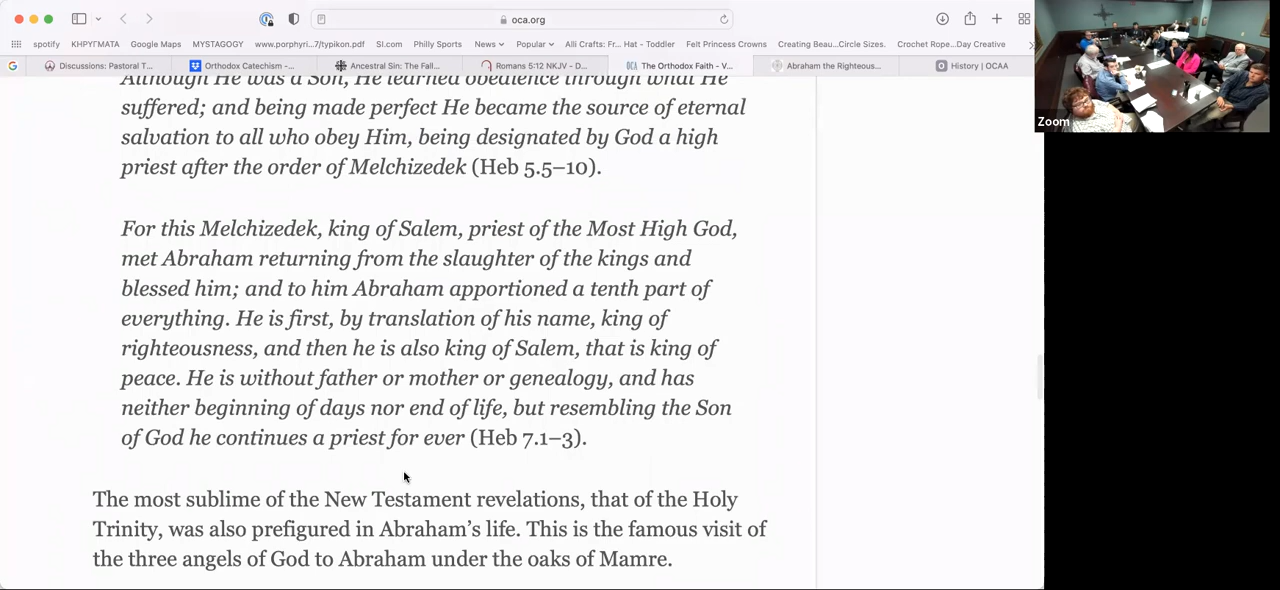 oca.org
spotify
ΚΗΡΥΓΜΑΤΑ
Google Maps
MYSTAGOGY
www.porphyri...7/typikon.pdf
SI.com
Philly Sports
News
Popular
Alli Crafts: Fr... Hat - Toddler
Felt Princess Crowns
Creating Beau...Circle Sizes.
Crochet Rope...Day Creative
Discussions: Pastoral T...
Orthodox Catechism -...
Ancestral Sin: The Fall...
Romans 5:12 NKJV - D...
The Orthodox Faith - V...
Abraham the Righteous...
History | OCAA
Zoom
Although He was a Son, He learned obedience through what He
suffered; and being made perfect He became the source of eternal
salvation to all who obey Him, being designated by God a high
priest after the order of Melchizedek (Heb 5.5–10).
For this Melchizedek, king of Salem, priest of the Most High God,
met Abraham returning from the slaughter of the kings and
blessed him; and to him Abraham apportioned a tenth part of
everything. He is first, by translation of his name, king of
righteousness, and then he is also king of Salem, that is king of
peace. He is without father or mother or genealogy, and has
neither beginning of days nor end of life, but resembling the Son
of God he continues a priest for ever (Heb 7.1–3).
The most sublime of the New Testament revelations, that of the Holy
Trinity, was also prefigured in Abraham’s life. This is the famous visit of
the three angels of God to Abraham under the oaks of Mamre.